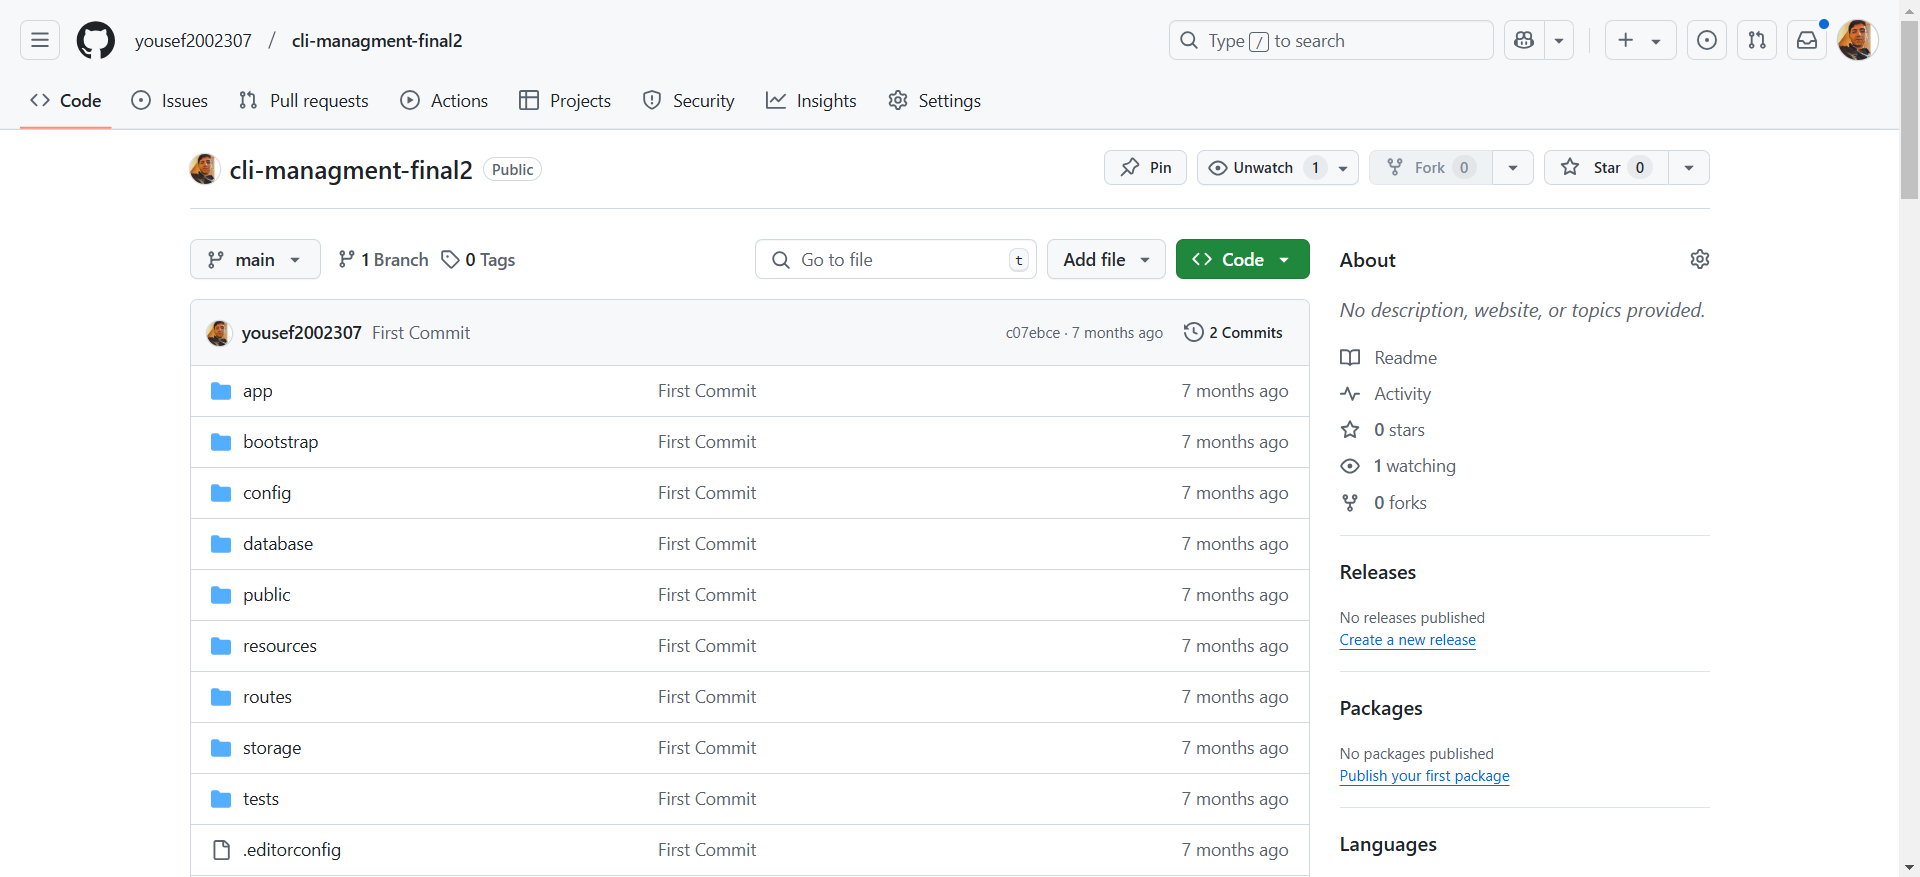 yousef2002307 / cli-managment-final2
Type / to search
Code Issues Pull requests Actions Projects Security Insights Settings
cli-managment-final2 Public
Pin Unwatch 1 Fork 0 Star 0
main 1 Branch 0 Tags Go to file t Add file Code
yousef2002307 First Commit c07ebce · 7 months ago 2 Commits
app First Commit 7 months ago
bootstrap First Commit 7 months ago
config First Commit 7 months ago
database First Commit 7 months ago
public First Commit 7 months ago
resources First Commit 7 months ago
routes First Commit 7 months ago
storage First Commit 7 months ago
tests First Commit 7 months ago
.editorconfig First Commit 7 months ago
About
No description, website, or topics provided.
Readme
Activity
0 stars
1 watching
0 forks
Releases
No releases published
Create a new release
Packages
No packages published
Publish your first package
Languages